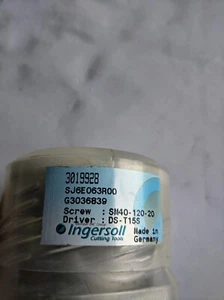 3019928
SJ6E063R00
G3036839
Screw : SM40-120-20
Driver : DS-T15S
Ingersoll
Cutting Tools
Made in
Germany